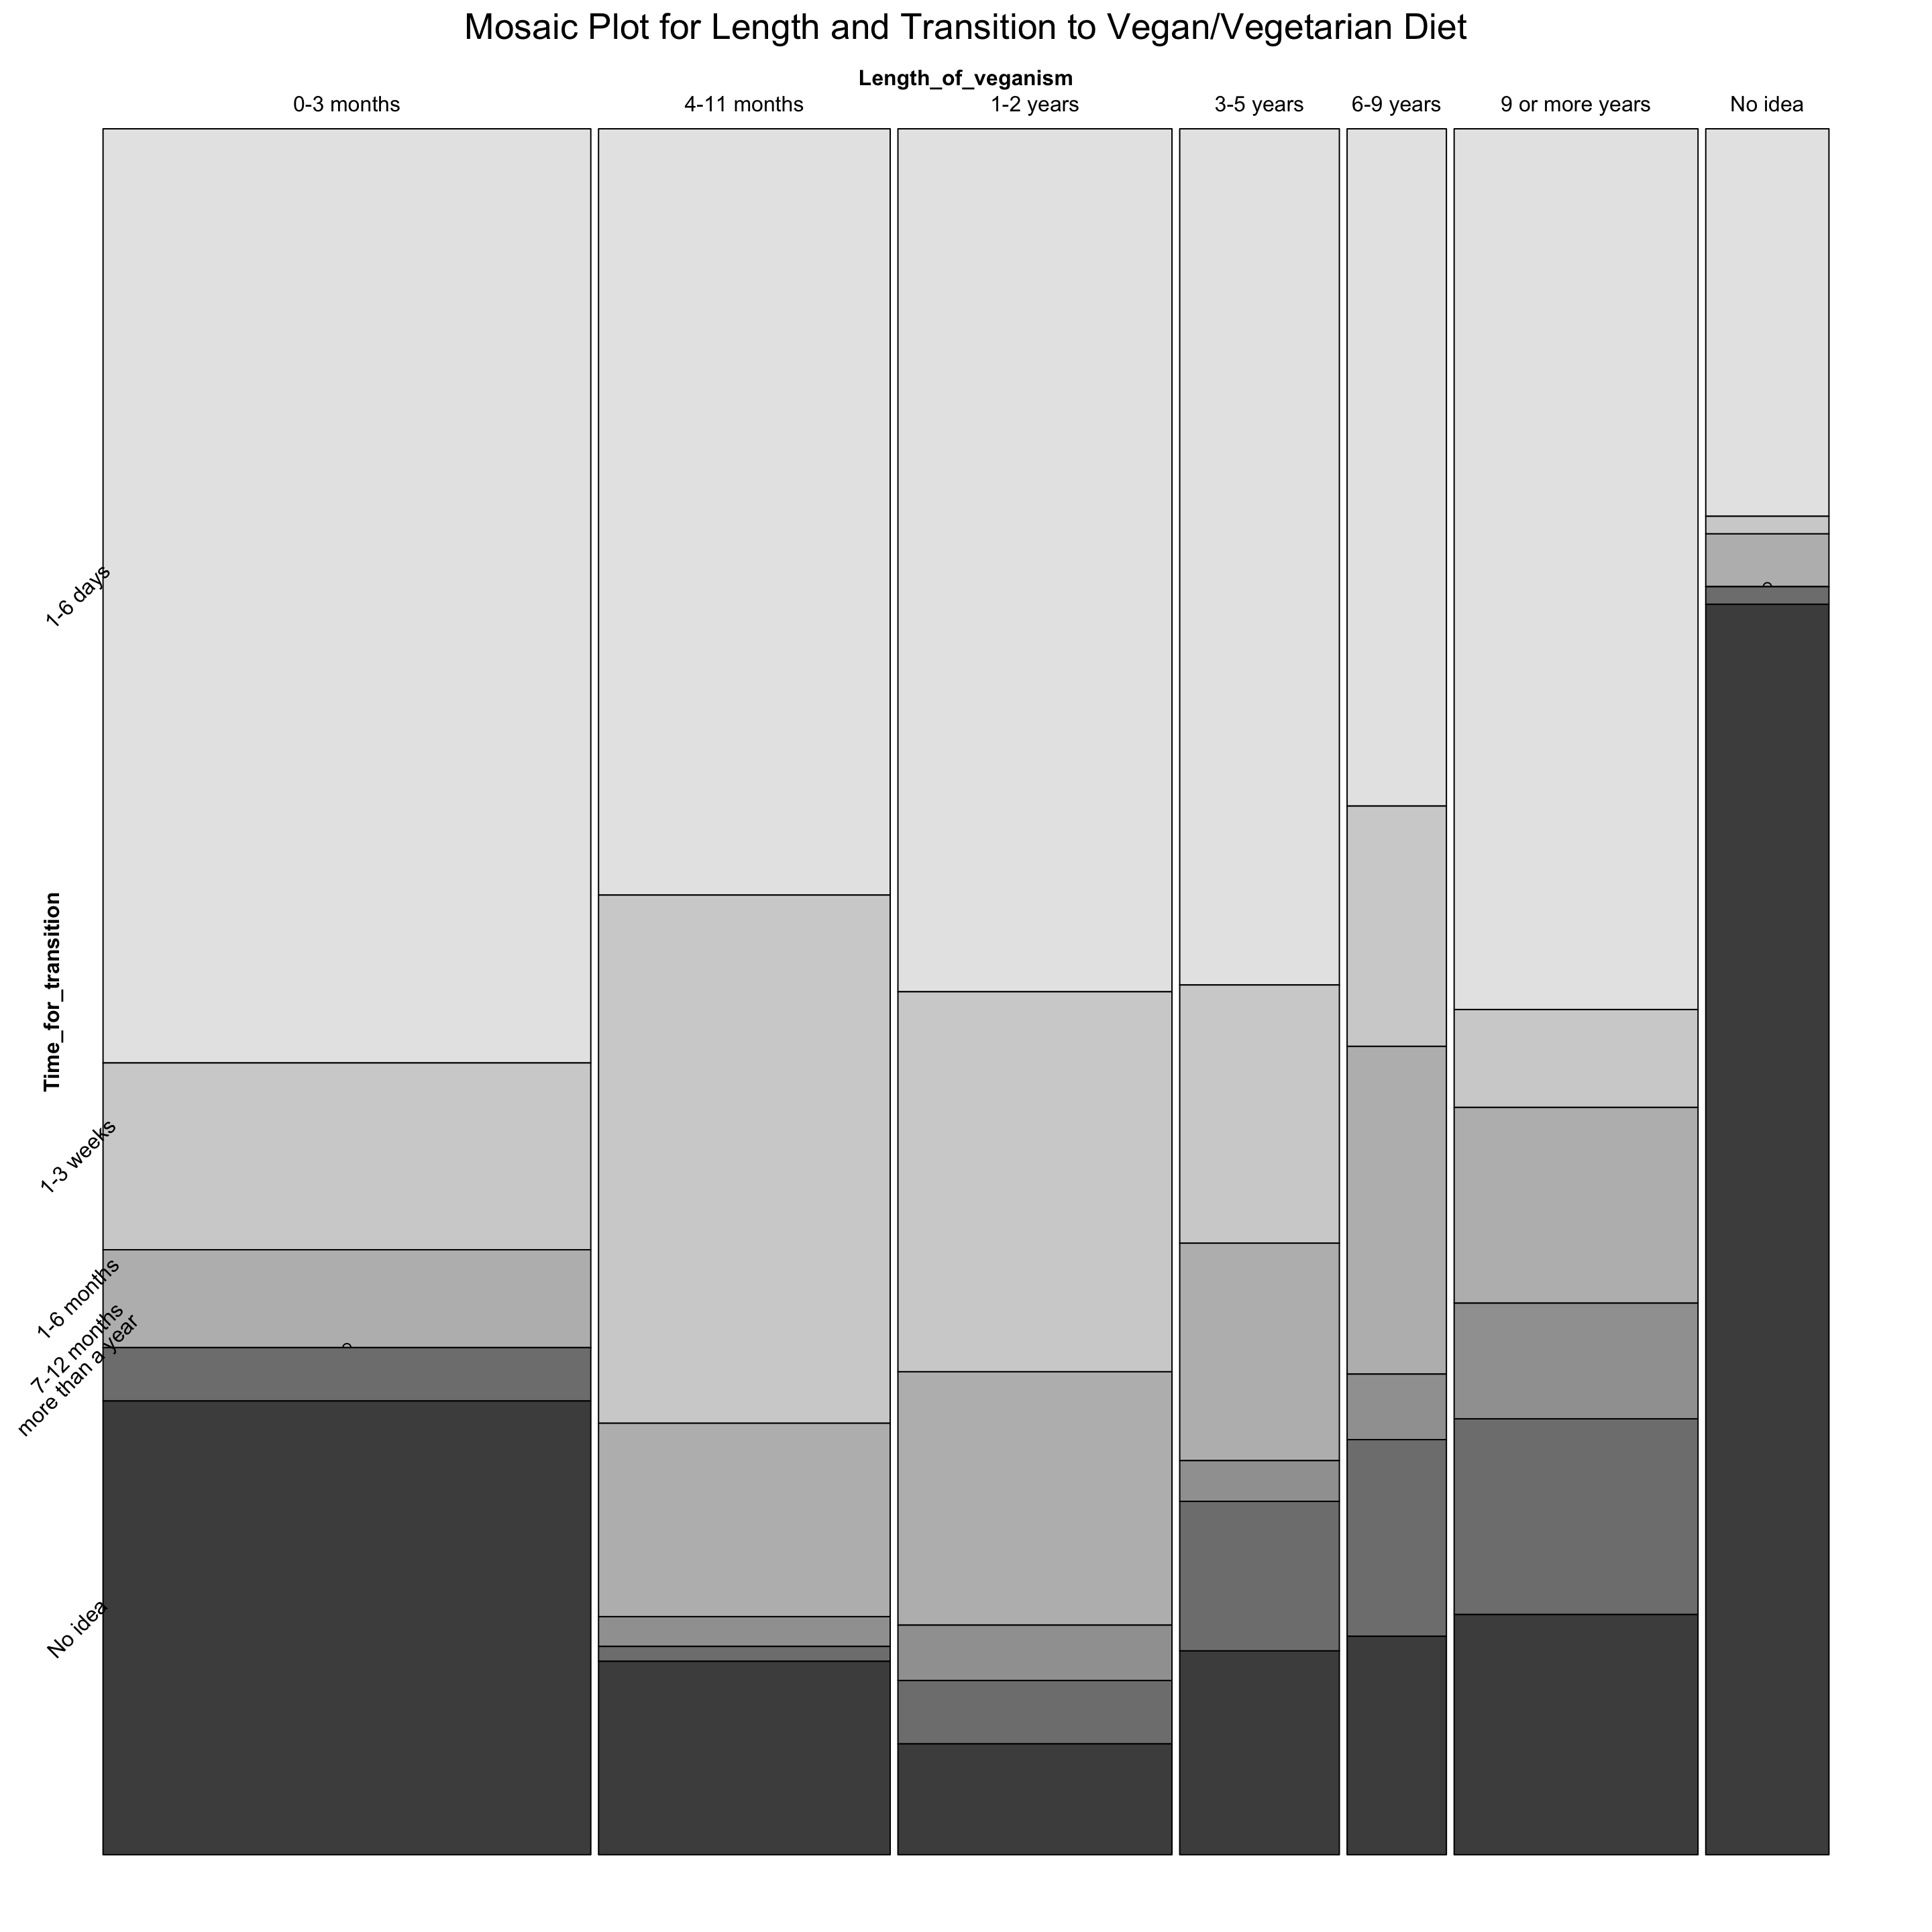 Mosaic Plot for Length and Transition to Vegan/Vegetarian Diet
Length_of_veganism
0-3 months 4-11 months 1-2 years 3-5 years 6-9 years 9 or more years No idea
Time_for_transition
1-6 days
1-3 weeks
1-6 months
7-12 months
more than a year
No idea